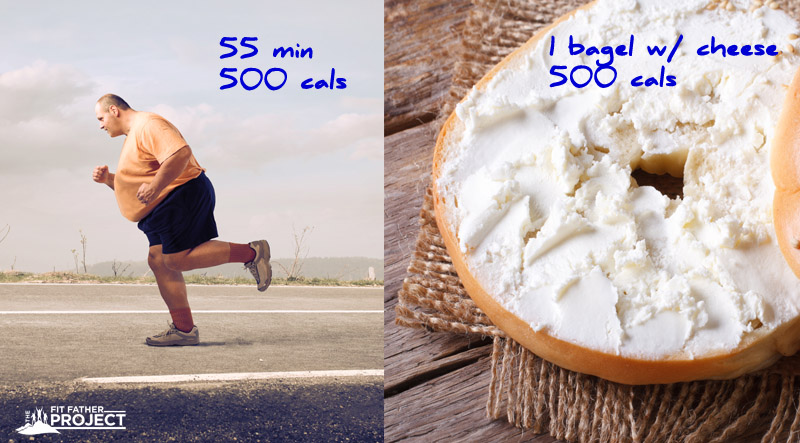 55 min
500 cals
1 bagel w/ cheese
500 cals
THE
FIT FATHER
PROJECT